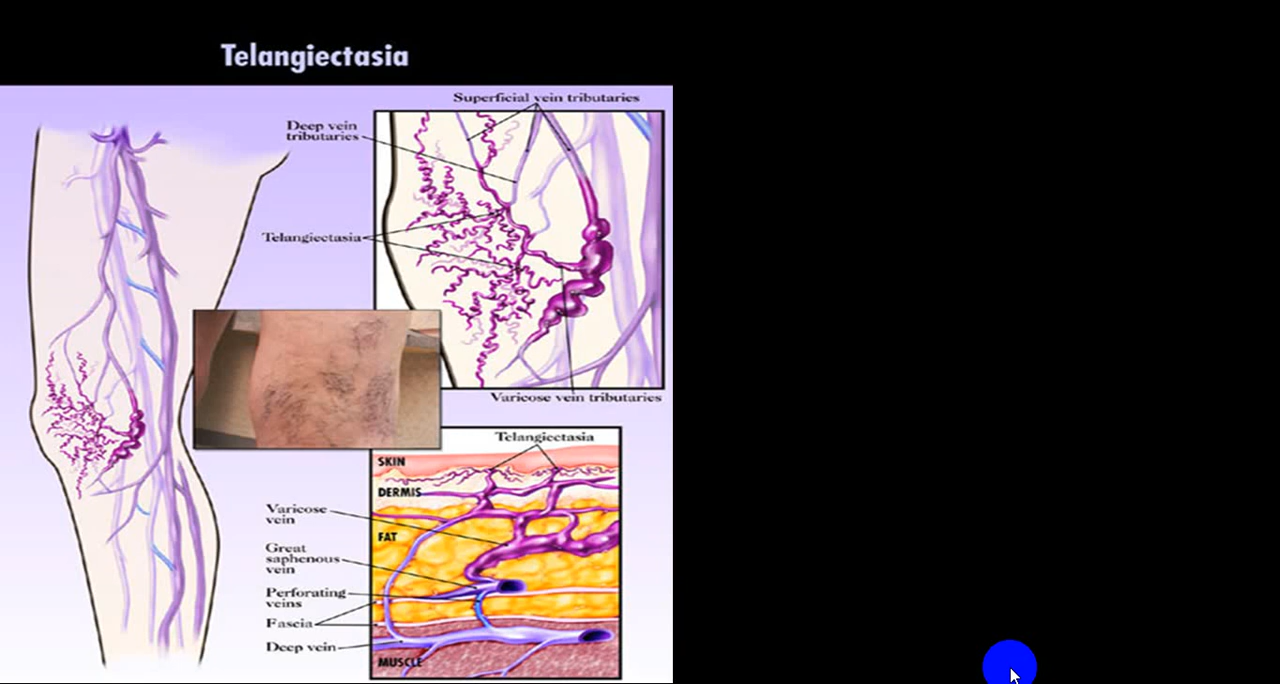 Telangiectasia
Superficial vein tributaries
Deep vein
tributaries
Telangiectasia
Varicose vein tributaries
Telangiectasia
SKIN
DERMIS
Varicose
vein
FAT
Great
saphenous
vein
Perforating
veins
Fascia
Deep vein
MUSCLE